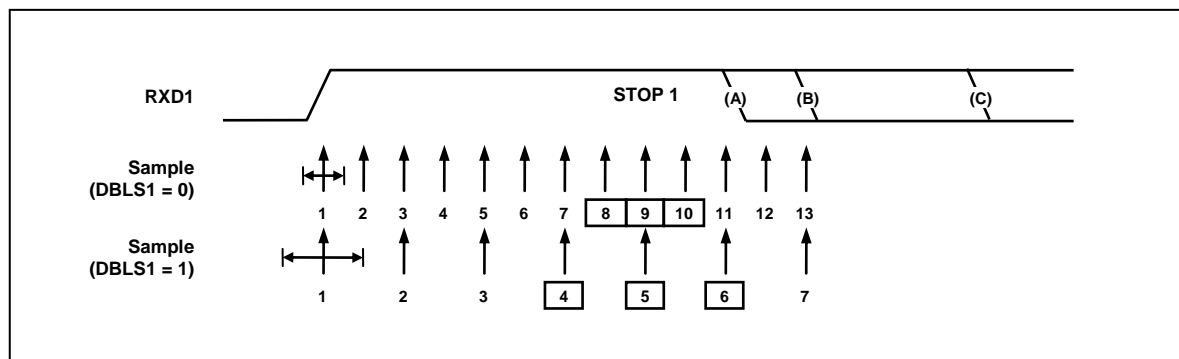 RXD1
STOP 1
(A)
(B)
(C)
Sample
(DBLS1 = 0)
1 2 3 4 5 6 7 8 9 10 11 12 13
Sample
(DBLS1 = 1)
1 2 3 4 5 6 7